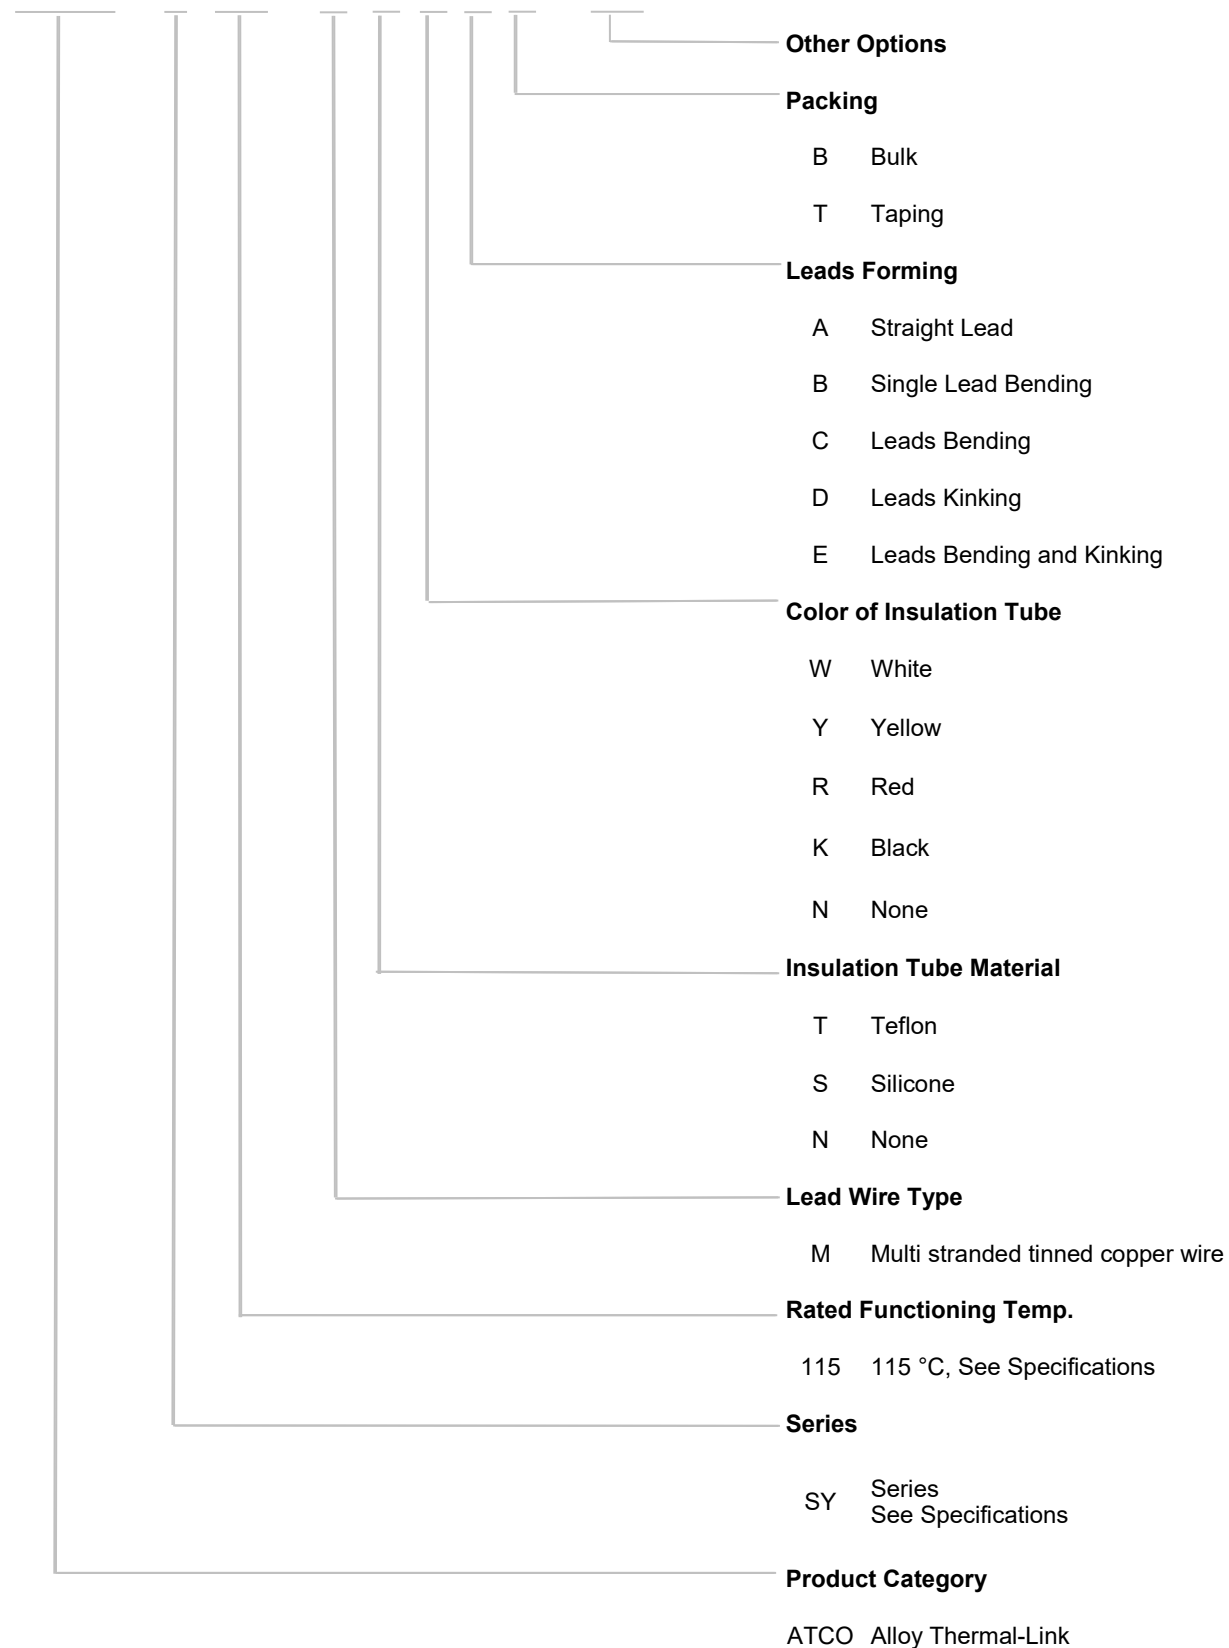 Other Options
Packing
B Bulk
T Taping
Leads Forming
A Straight Lead
B Single Lead Bending
C Leads Bending
D Leads Kinking
E Leads Bending and Kinking
Color of Insulation Tube
W White
Y Yellow
R Red
K Black
N None
Insulation Tube Material
T Teflon
S Silicone
N None
Lead Wire Type
M Multi stranded tinned copper wire
Rated Functioning Temp.
115 115 °C, See Specifications
Series
SY Series
See Specifications
Product Category
ATCO Alloy Thermal-Link